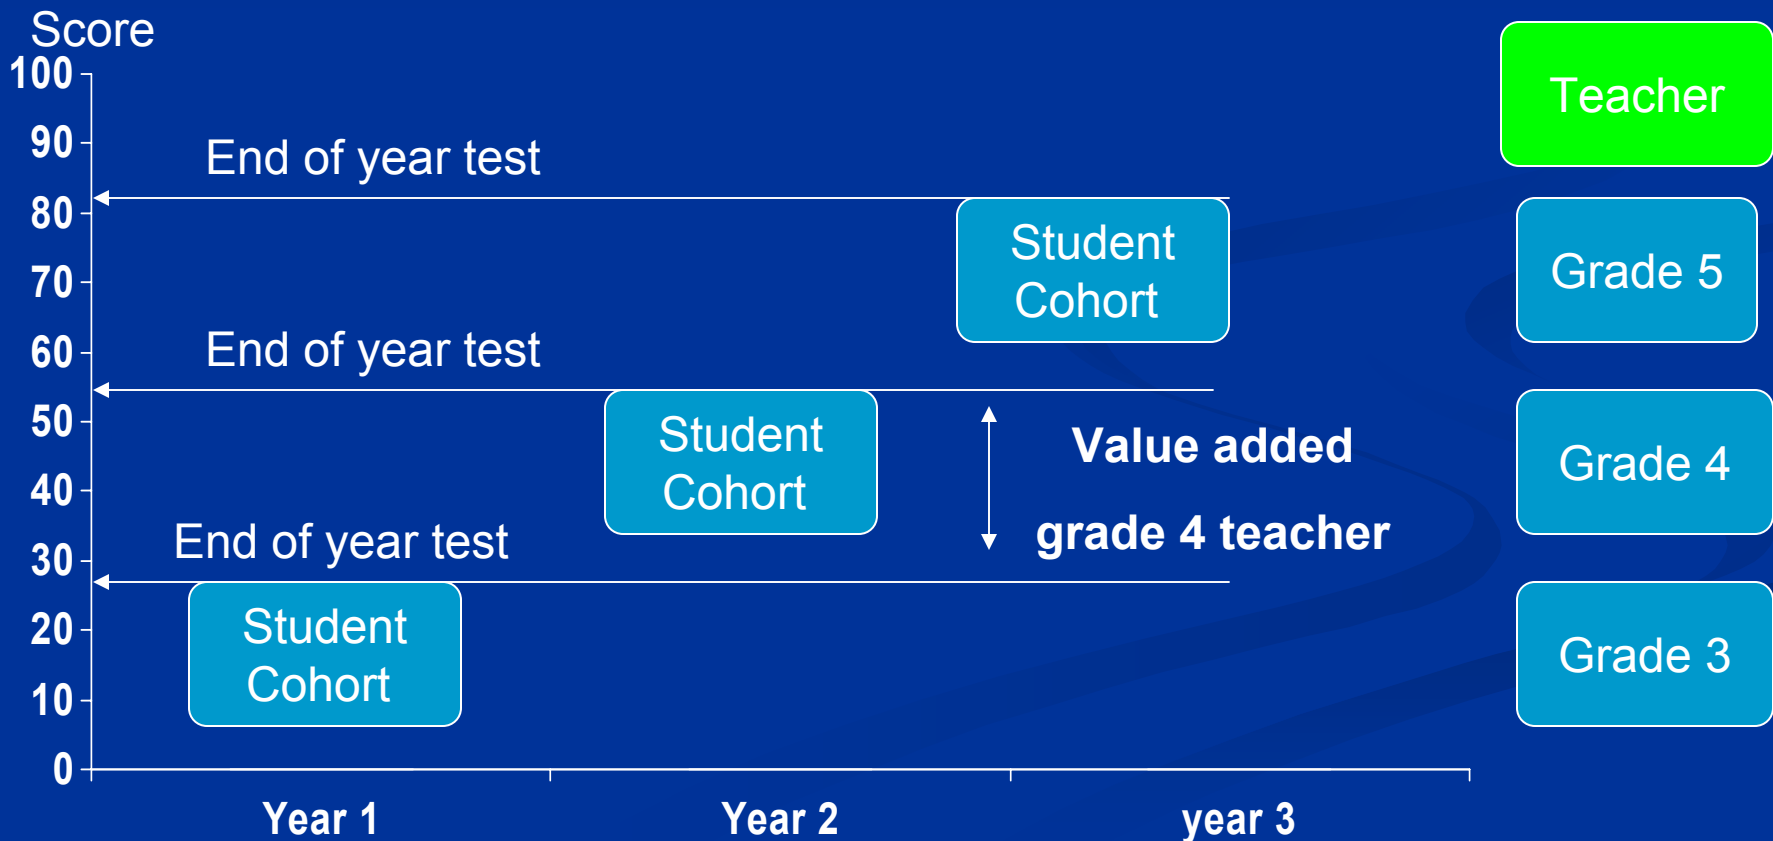 Score
100
90
80
70
60
50
40
30
20
10
0
End of year test
Student
Cohort
End of year test
Student
Cohort
Value added
grade 4 teacher
End of year test
Student
Cohort
Year 1
Year 2
year 3
Teacher
Grade 5
Grade 4
Grade 3